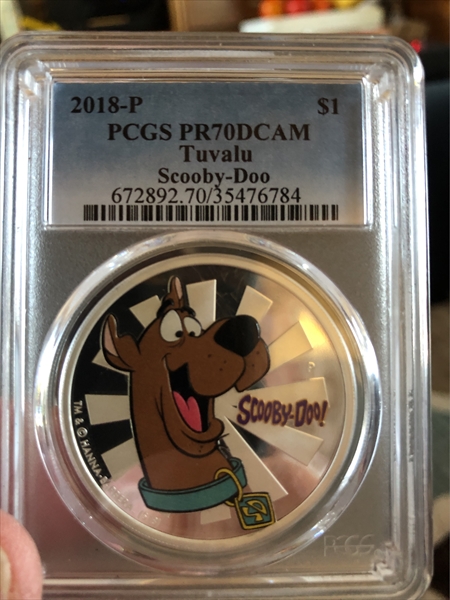 2018-P $1
PCGS PR70DCAM
Tuvalu
Scooby-Doo
672892.70/35476784
P
SCOOBY-DOO!
TM & © HANNA-B
PCGS